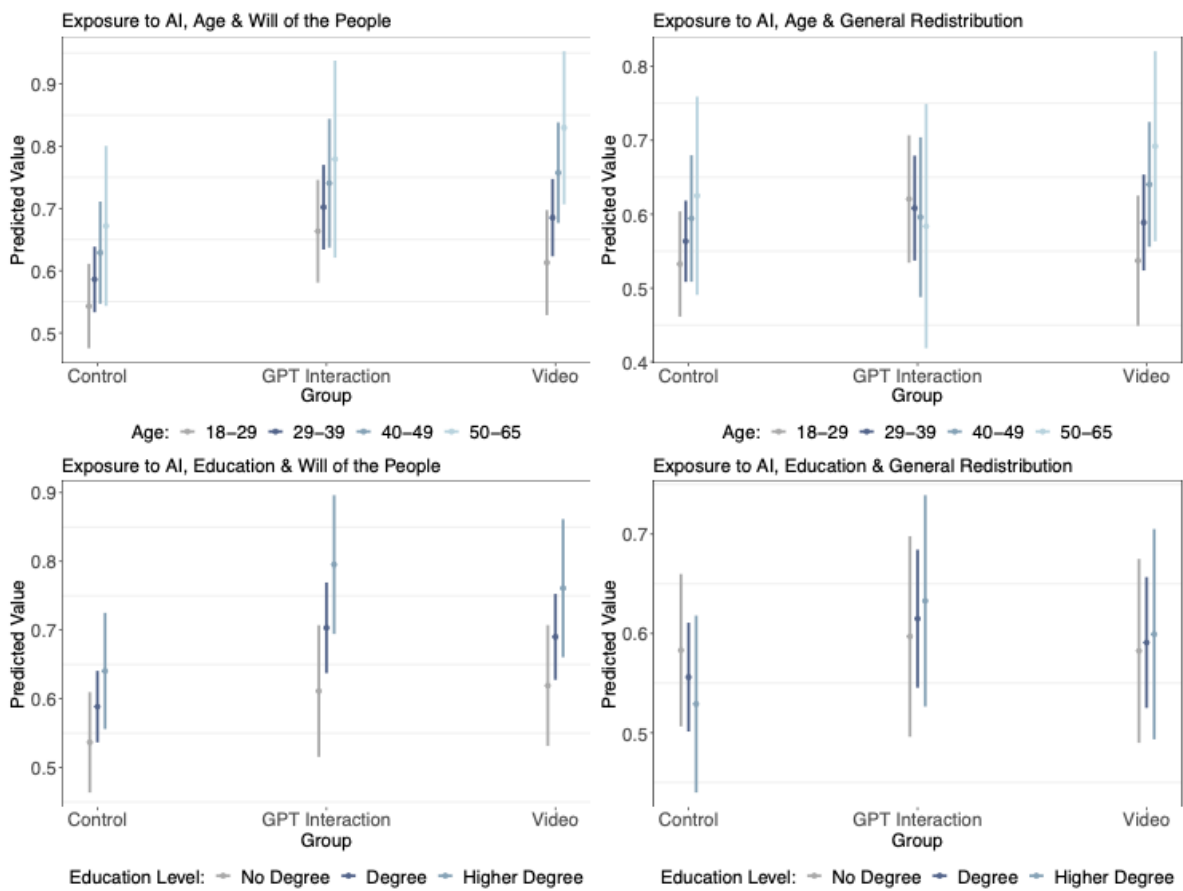 Exposure to AI, Age & Will of the People
Predicted Value
0.9
0.8
0.7
0.6
0.5
Control
GPT Interaction
Video
Group
Age: 18–29 29–39 40–49 50–65
Exposure to AI, Age & General Redistribution
Predicted Value
0.8
0.7
0.6
0.5
0.4
Control
GPT Interaction
Video
Group
Age: 18–29 29–39 40–49 50–65
Exposure to AI, Education & Will of the People
Predicted Value
0.9
0.8
0.7
0.6
0.5
Control
GPT Interaction
Video
Group
Education Level: No Degree Degree Higher Degree
Exposure to AI, Education & General Redistribution
Predicted Value
0.7
0.6
0.5
Control
GPT Interaction
Video
Group
Education Level: No Degree Degree Higher Degree